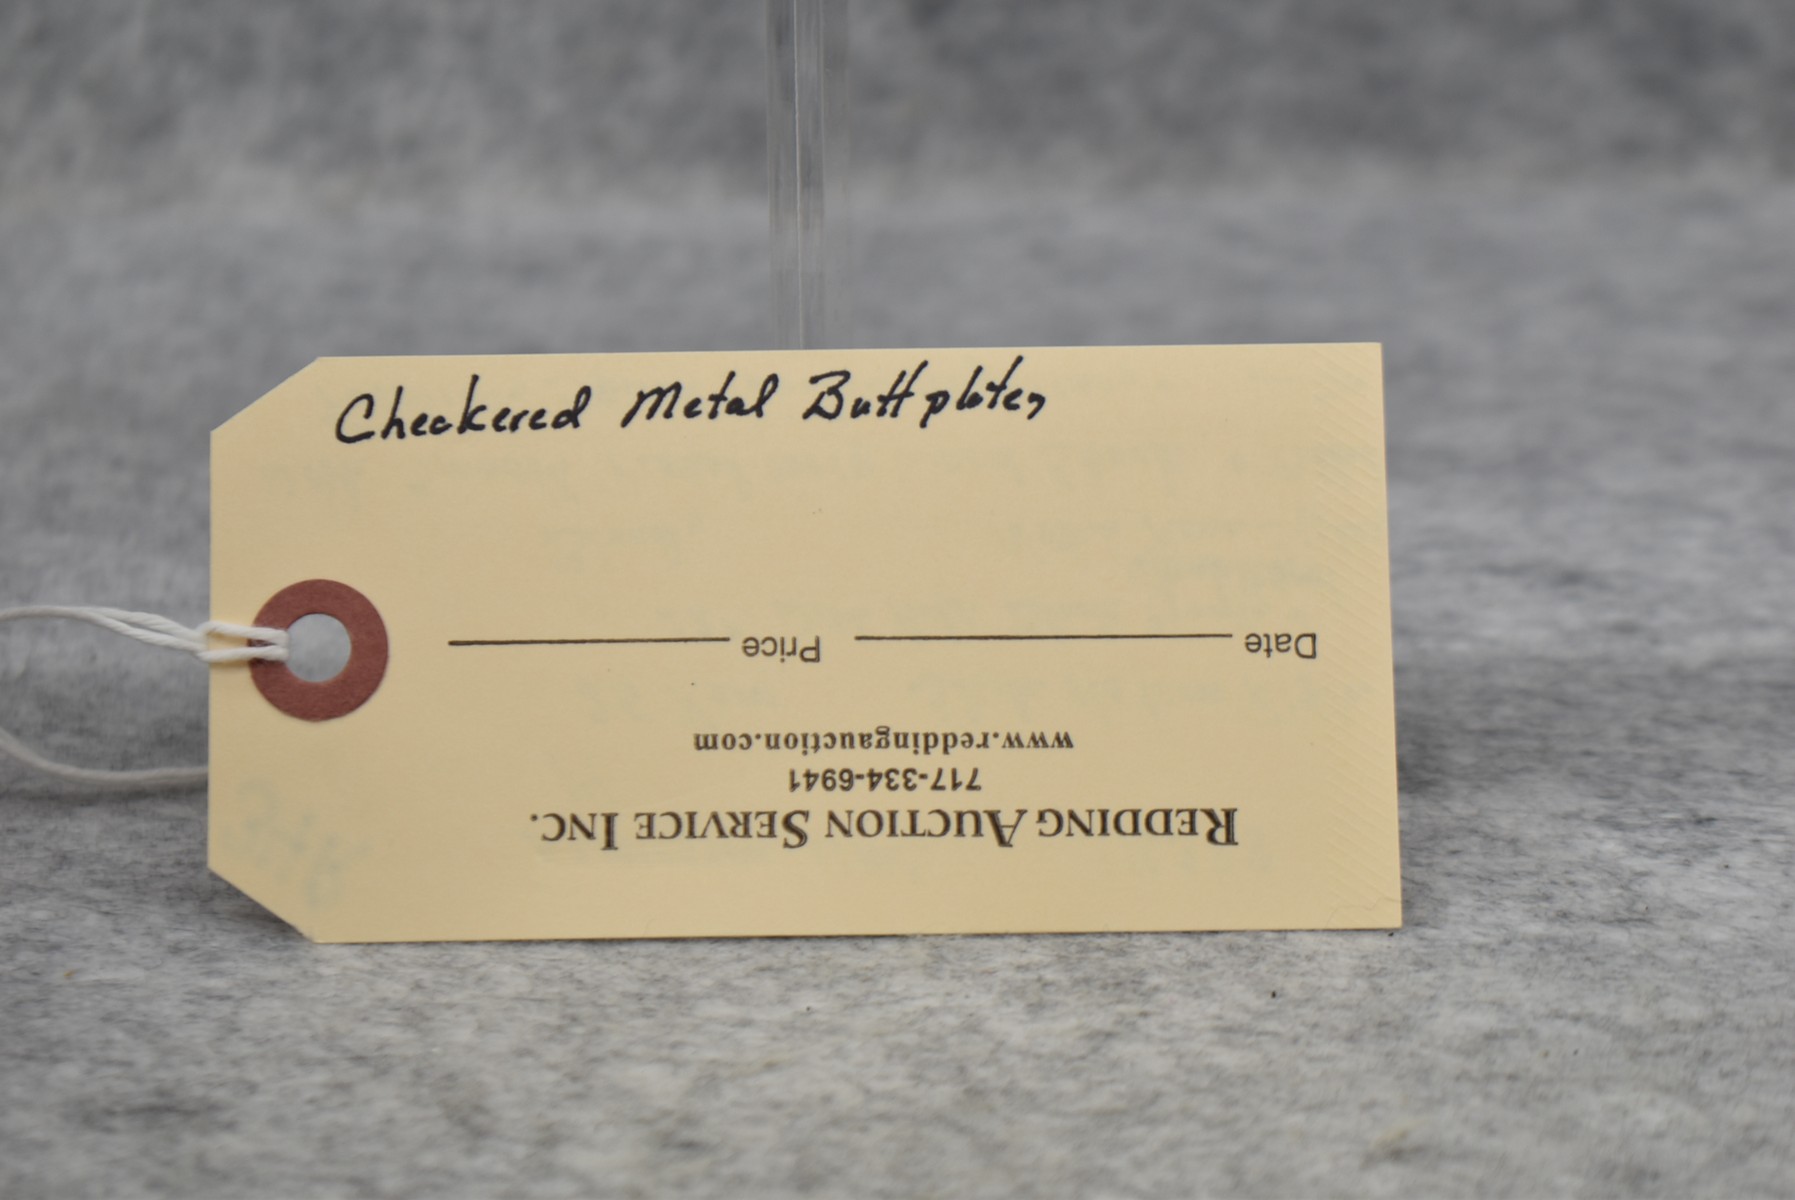 Checkered Metal Buttplates
REDDING AUCTION SERVICE INC.
717-334-6941
www.reddingauction.com
Date Price